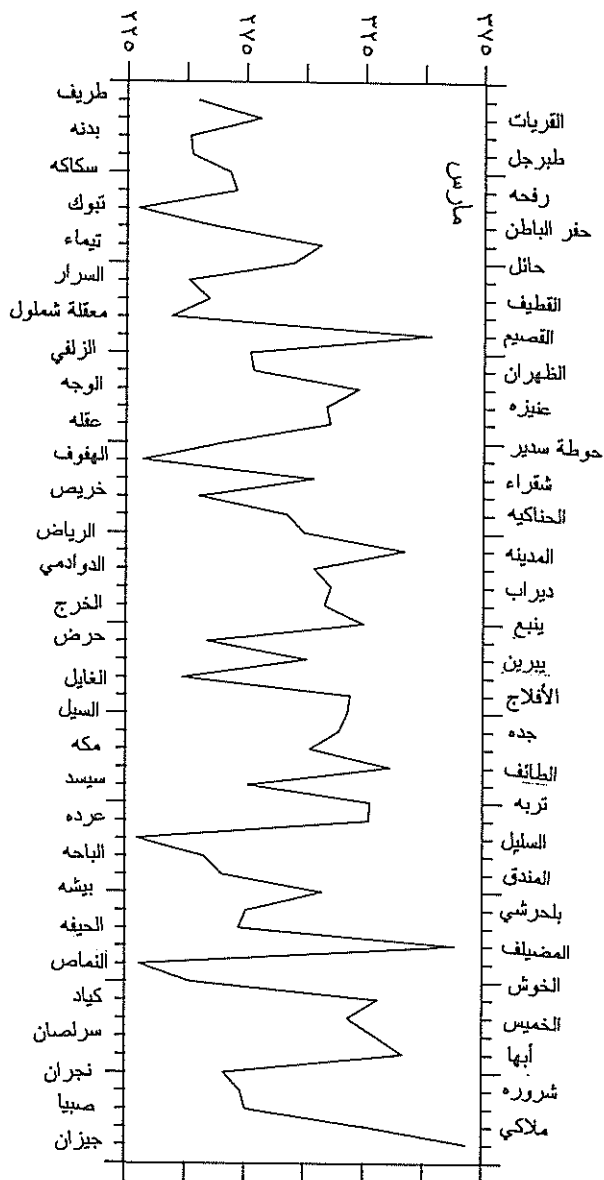 ٢٢٥
٢٧٥
٣٢٥
٣٧٥
مارس
طريف
القريات
بدنه
طبرجل
سكاكه
رفحه
تبوك
حفر الباطن
تيماء
حائل
السرار
القطيف
معقلة شملول
القصيم
الزلفي
الظهران
الوجه
عنيزه
عقله
حوطة سدير
الهفوف
شقراء
خريص
الحناكيه
الرياض
المدينه
الدوادمي
ديراب
الخرج
ينبع
حرض
يبرين
الغايل
الأفلاج
السيل
جده
مكه
الطائف
سيسد
تربه
عرده
السليل
الباحه
المندق
بيشه
بلحرشي
الحيفه
المضيلف
النماص
الخوش
كياد
الخميس
سرلصان
أبها
نجران
شروره
صبيا
ملاكي
جيزان